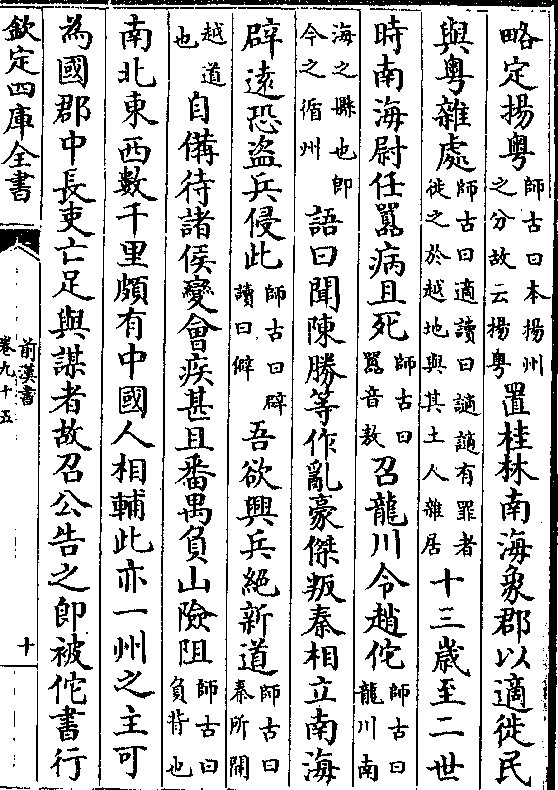 略定揚粵師古曰本揚州之分故云揚粵置桂林南海象郡以適徙民
與粵雜處師古曰適讀曰謫謫有罪者徙之於越地與其土人雜居十三歲至二世
時南海尉任囂病且死師古曰囂音敖召龍川令趙佗師古曰龍川南
海之縣也即今之循州語曰聞陳勝等作亂豪傑叛秦相立南海
辟遠恐盜兵侵此師古曰辟讀曰僻吾欲興兵絕新道師古曰秦所開
越道也自備待諸侯變會疾甚且番禺負山險阻師古曰負背也
南北東西數千里頗有中國人相輔此亦一州之主可
為國郡中長吏亡足與謀者故召公告之即被佗書行
欽定四庫全書
前漢書
卷九十五
十